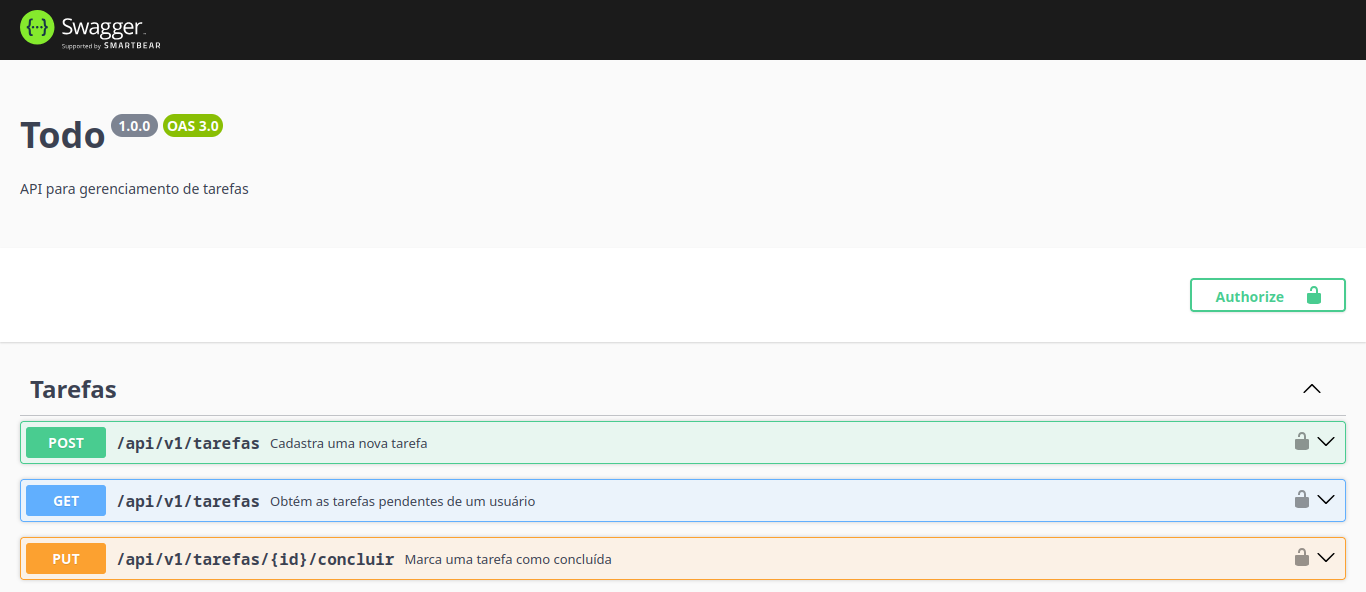 {...} Swagger
Supported by SMARTBEAR
Todo 1.0.0 OAS 3.0
API para gerenciamento de tarefas
Authorize
Tarefas
POST /api/v1/tarefas Cadastra uma nova tarefa
GET /api/v1/tarefas Obtém as tarefas pendentes de um usuário
PUT /api/v1/tarefas/{id}/concluir Marca uma tarefa como concluída